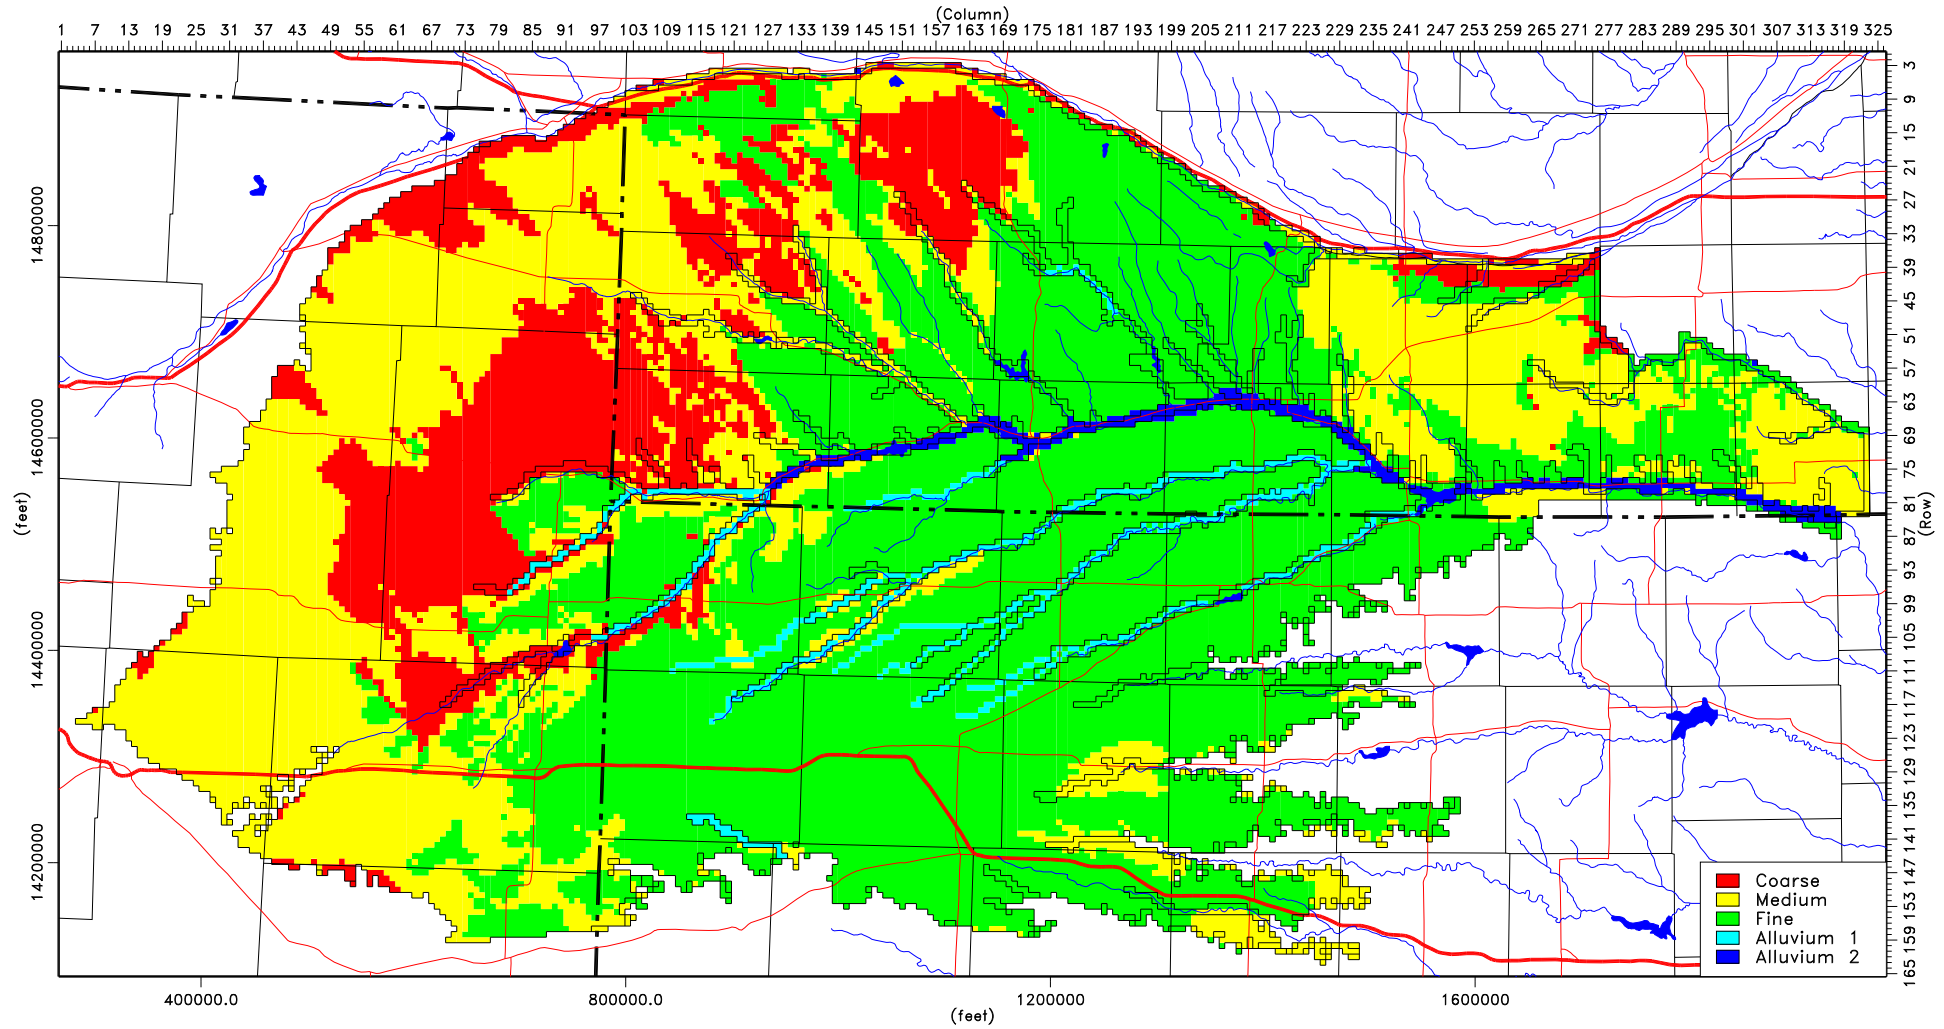 (Column)
1 7 13 19 25 31 37 43 49 55 61 67 73 79 85 91 97 103 109 115 121 127 133 139 145 151 157 163 169 175 181 187 193 199 205 211 217 223 229 235 241 247 253 259 265 271 277 283 289 295 301 307 313 319 325
3 9 15 21 27 33 39 45 51 57 63 69 75 81 87 93 99 105 111 117 123 129 135 141 147 153 159 165
(Row)
14800000
14600000
14400000
14200000
(feet)
Coarse
Medium
Fine
Alluvium 1
Alluvium 2
400000.0 800000.0 1200000 1600000
(feet)